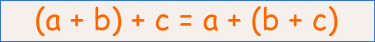 (a + b) + c = a + (b + c)